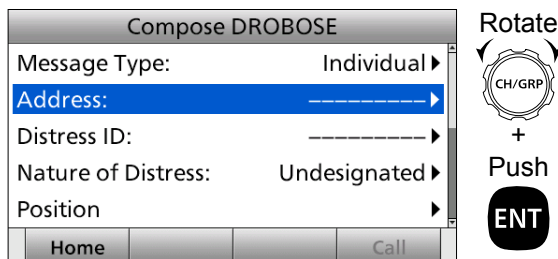 Compose DROBOSE
Message Type: Individual
Address: –––––––––
Distress ID: –––––––––
Nature of Distress: Undesignated
Position
Home Call
Rotate
CH/GRP
+
Push
ENT